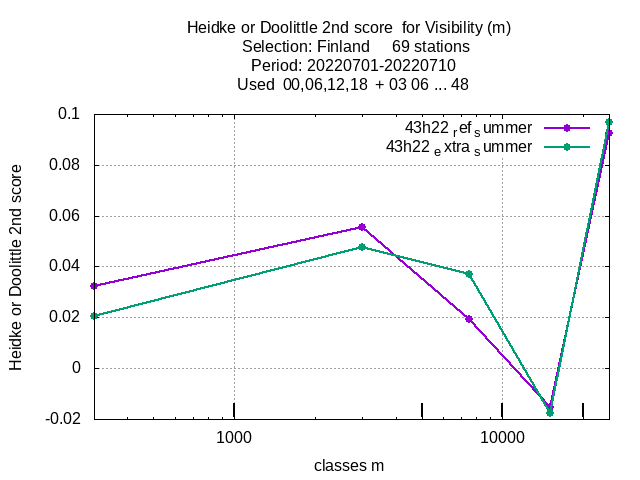 Heidke or Doolittle 2nd score  for Visibility (m)
Selection: Finland     69 stations
Period: 20220701-20220710
Used  00,06,12,18  + 03 06 ... 48
43h22 ref summer
43h22 extra summer
0.1
0.08
0.06
0.04
0.02
0
-0.02
Heidke or Doolittle 2nd score
1000
10000
classes m